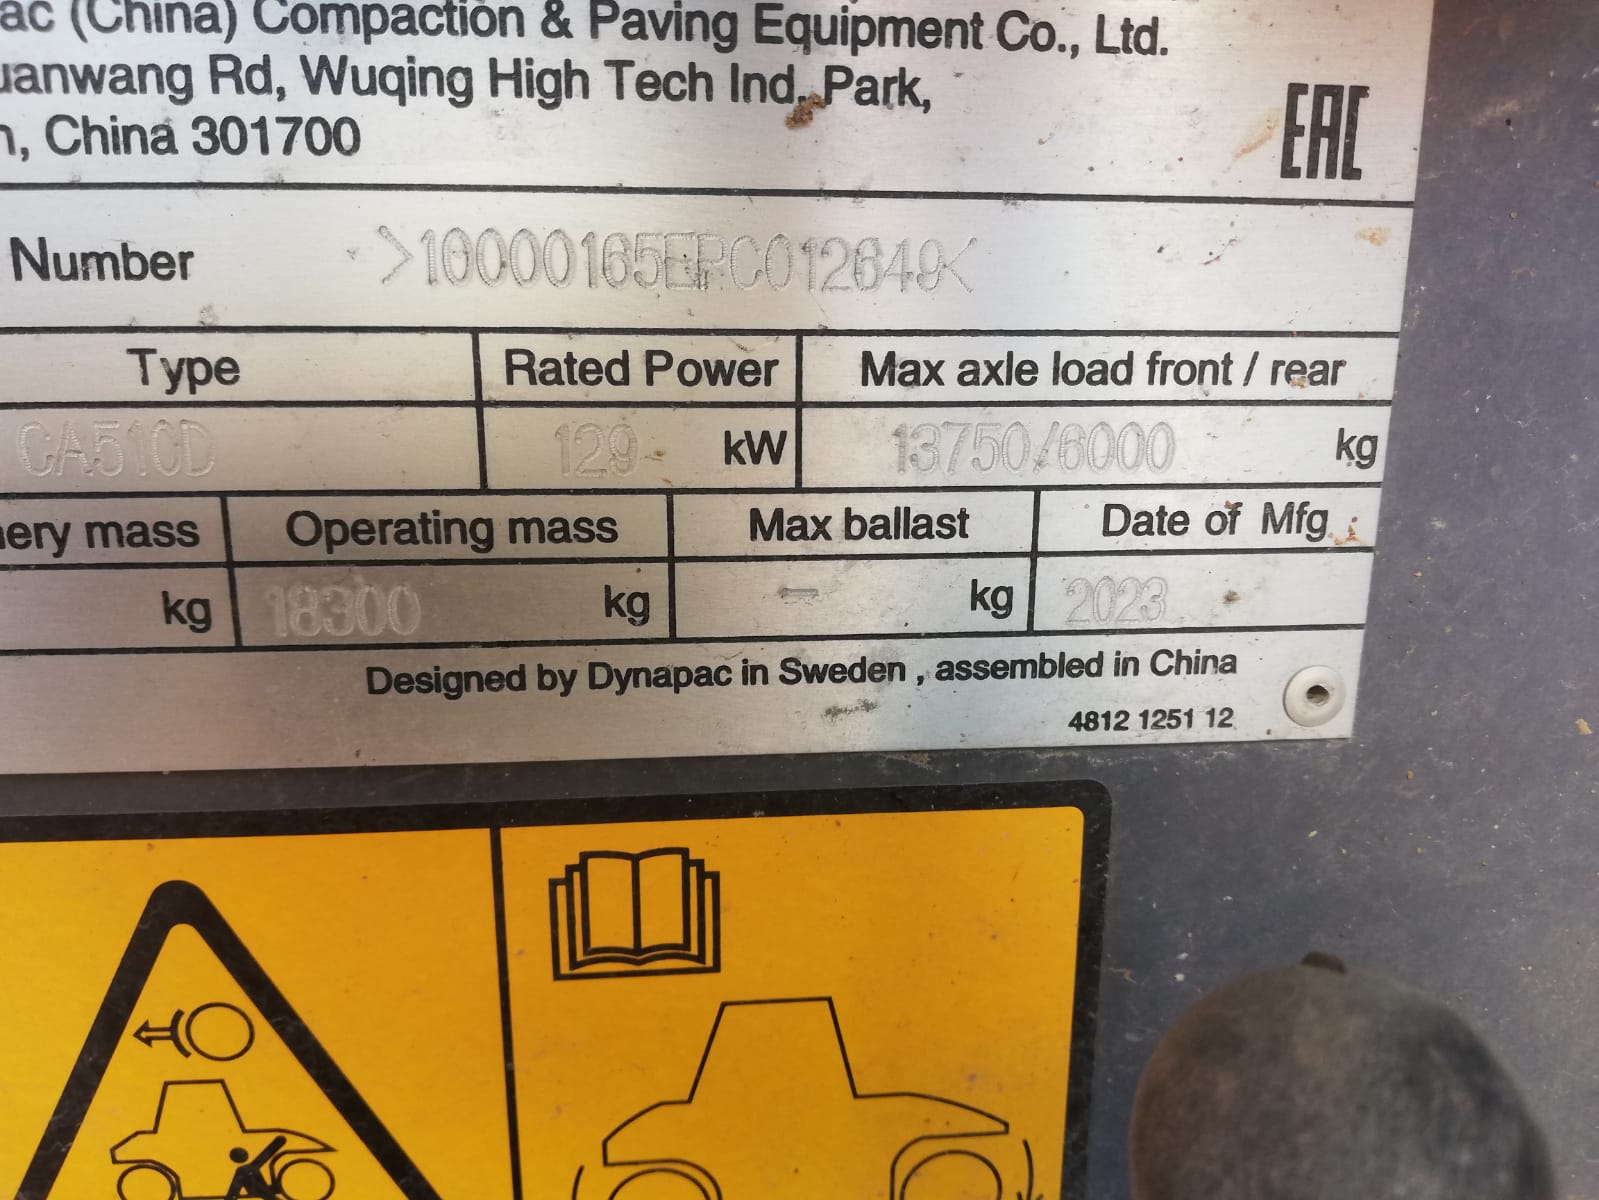 ac (China) Compaction & Paving Equipment Co., Ltd.
uanwang Rd, Wuqing High Tech Ind. Park,
n, China 301700
EAC
Number >10000165EPC012649<
Type Rated Power Max axle load front / rear
CA510D 129 kW 13750/6000 kg
nery mass Operating mass Max ballast Date of Mfg.
kg 18300 kg - kg 2023
Designed by Dynapac in Sweden , assembled in China
4812 1251 12